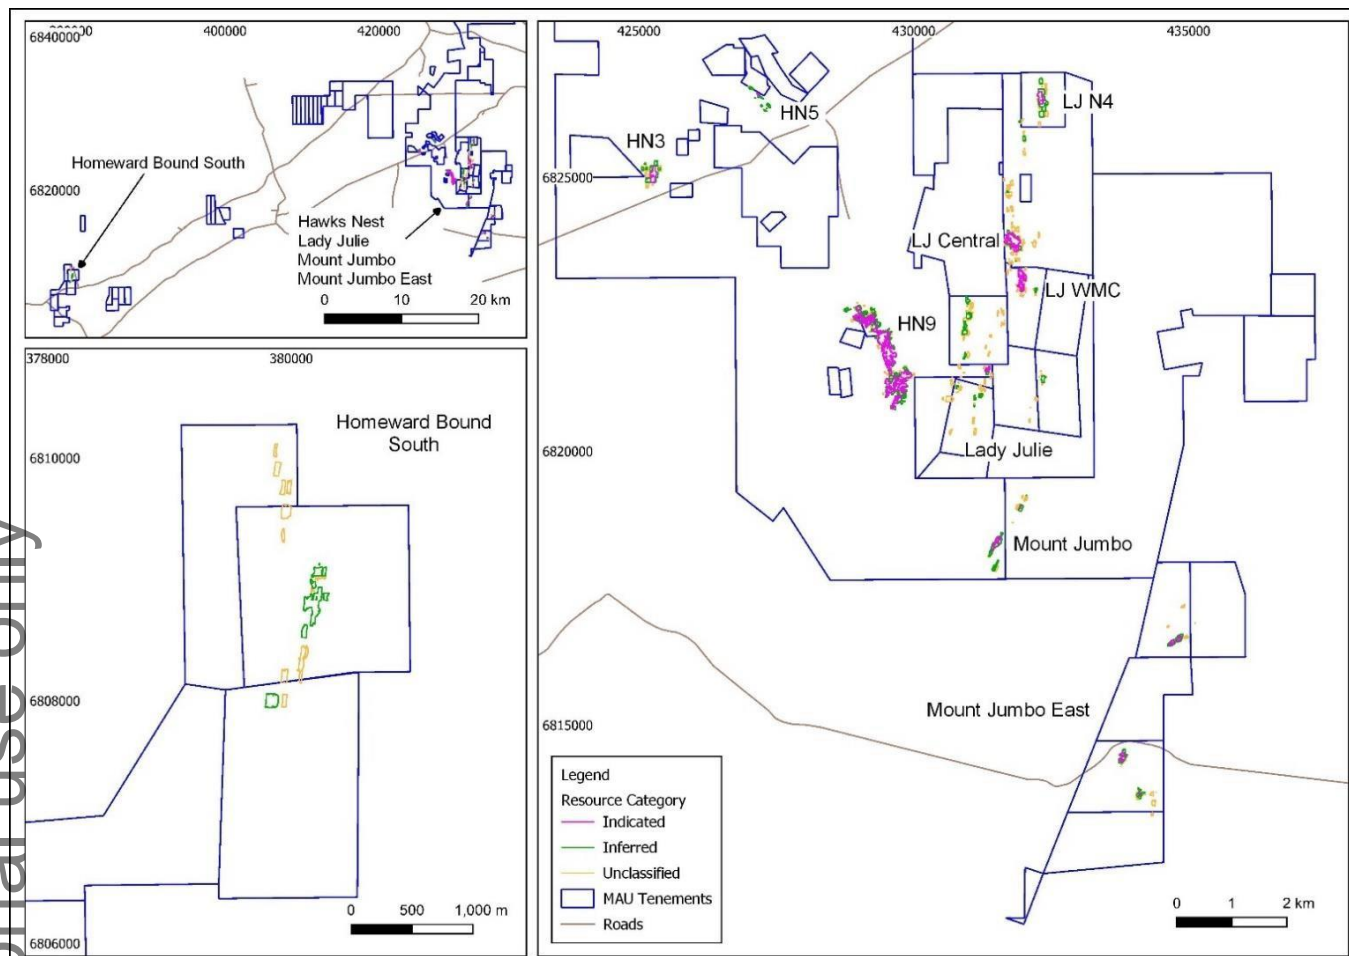 400000
420000
6840000
6820000
Homeward Bound South
Hawks Nest
Lady Julie
Mount Jumbo
Mount Jumbo East
0 10 20 km
378000
380000
Homeward Bound
South
6810000
6808000
6806000
0 500 1,000 m
425000
430000
435000
6825000
6820000
6815000
HN5
LJ N4
HN3
LJ Central
LJ WMC
HN9
Lady Julie
Mount Jumbo
Mount Jumbo East
Legend
Resource Category
Indicated
Inferred
Unclassified
MAU Tenements
Roads
0 1 2 km
use only